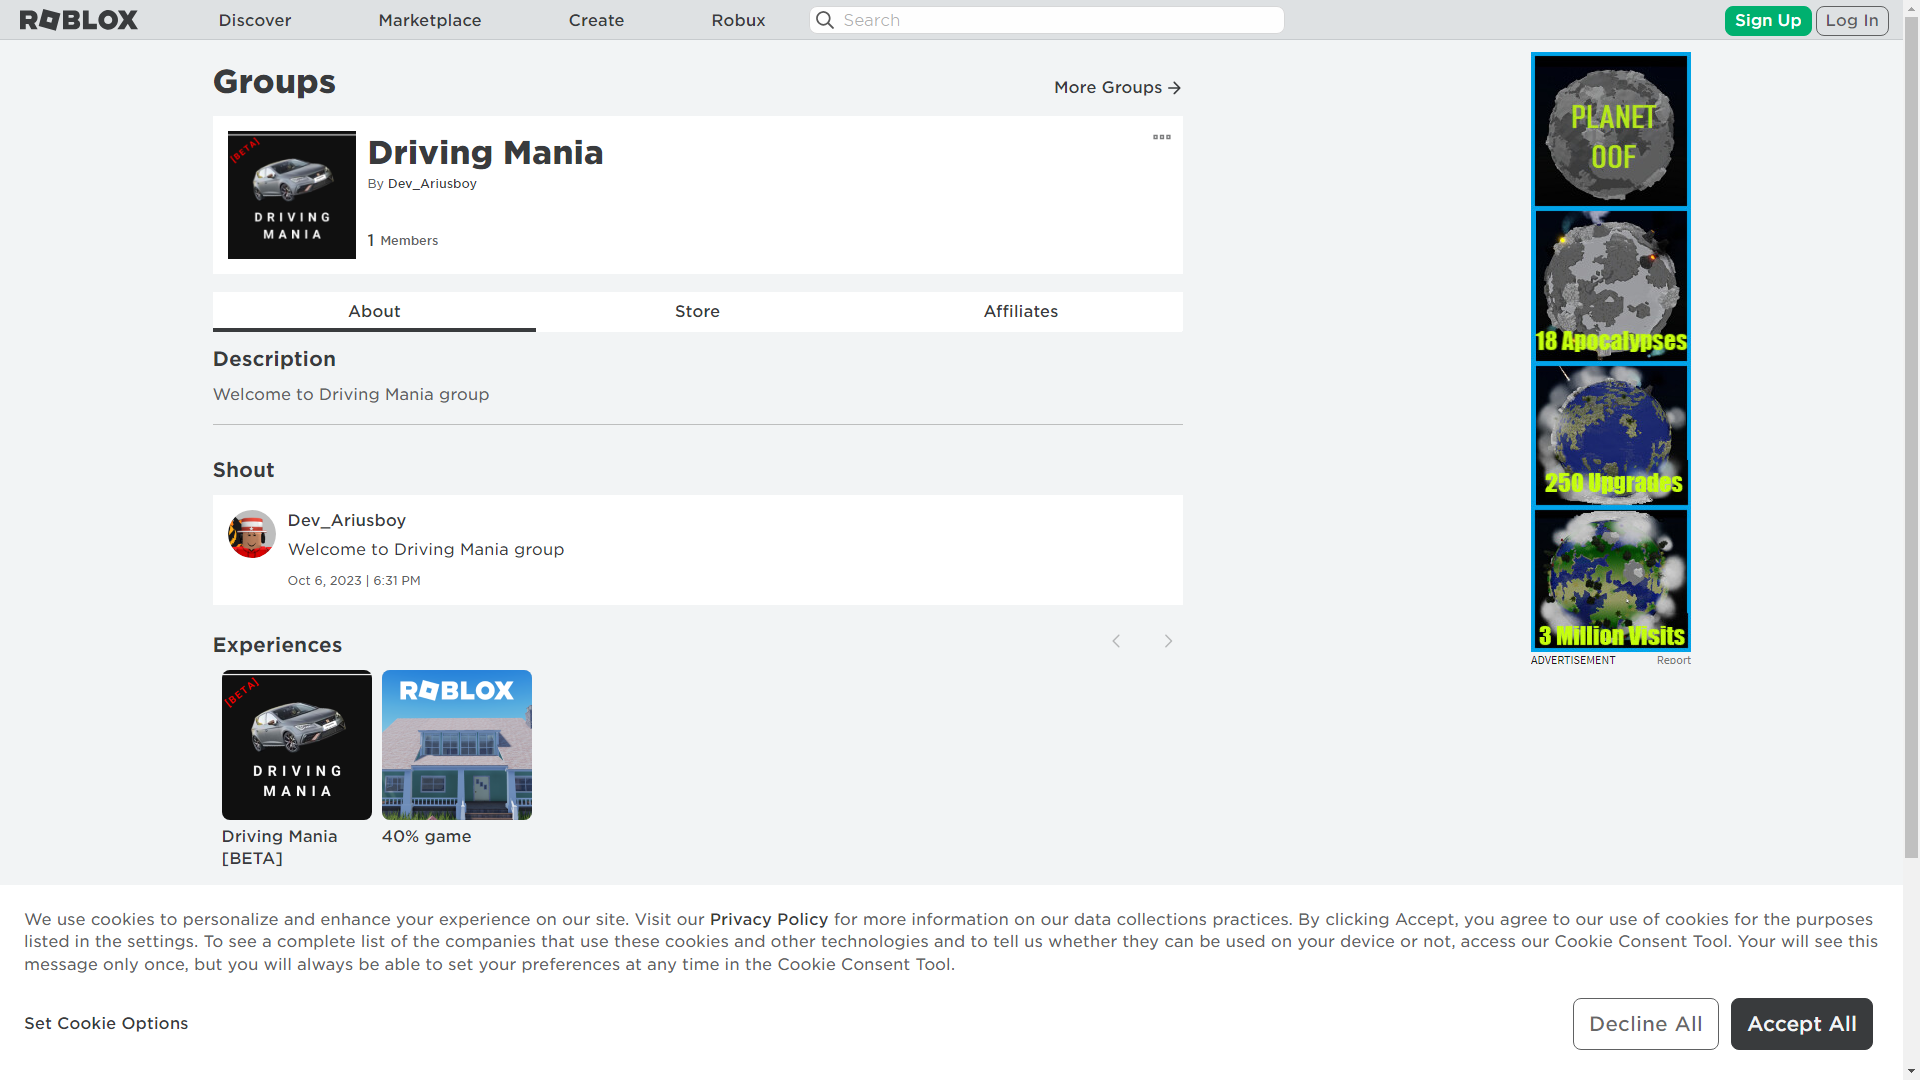 ROBLOX
Discover
Marketplace
Create
Robux
Search
Sign Up
Log In
Groups
More Groups
[BETA]
DRIVING
MANIA
Driving Mania
By Dev_Ariusboy
1 Members
About
Store
Affiliates
Description
Welcome to Driving Mania group
Shout
Dev_Ariusboy
Welcome to Driving Mania group
Oct 6, 2023 | 6:31 PM
Experiences
[BETA]
DRIVING
MANIA
Driving Mania
[BETA]
ROBLOX
40% game
PLANET
OOF
18 Apocalypses
250 Upgrades
3 Million Visits
ADVERTISEMENT
Report
We use cookies to personalize and enhance your experience on our site. Visit our Privacy Policy for more information on our data collections practices. By clicking Accept, you agree to our use of cookies for the purposes
listed in the settings. To see a complete list of the companies that use these cookies and other technologies and to tell us whether they can be used on your device or not, access our Cookie Consent Tool. Your will see this
message only once, but you will always be able to set your preferences at any time in the Cookie Consent Tool.
Set Cookie Options
Decline All
Accept All